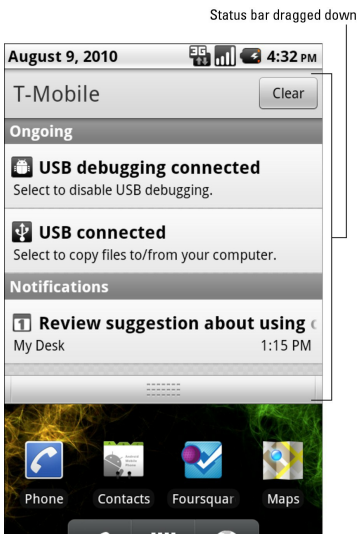 Status bar dragged down
August 9, 2010 3G 4:32 PM
T-Mobile Clear
Ongoing
USB debugging connected
Select to disable USB debugging.
USB connected
Select to copy files to/from your computer.
Notifications
1 Review suggestion about using
My Desk 1:15 PM
Phone Contacts Foursquar Maps